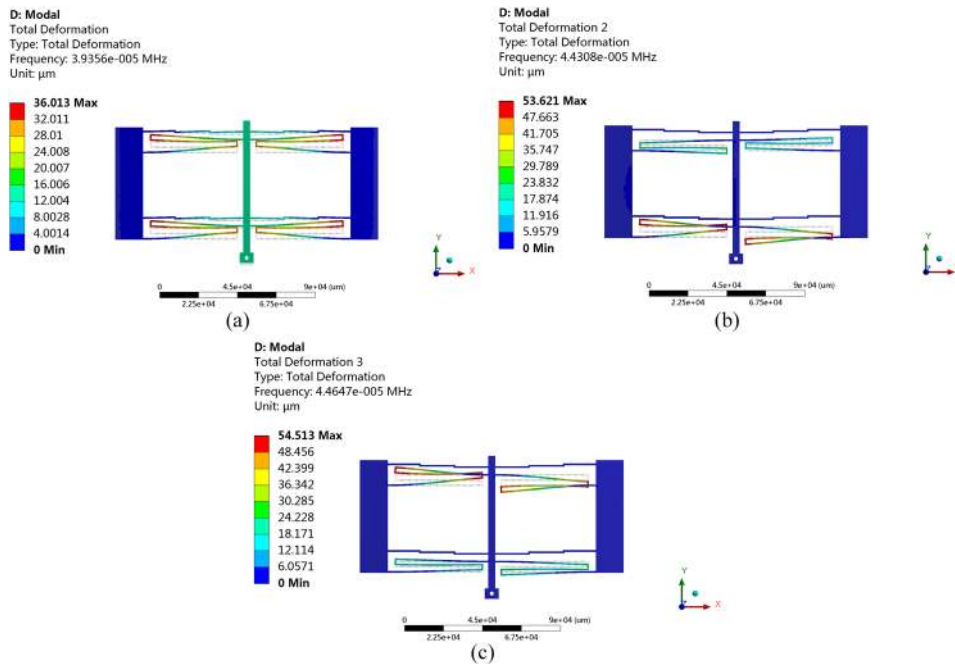 D: Modal
Total Deformation
Type: Total Deformation
Frequency: 3.9356e-005 MHz
Unit: µm
36.013 Max
32.011
28.01
24.008
20.007
16.006
12.004
8.0028
4.0014
0 Min
Y
X
Z
0 4.5e+04 9e+04 (um)
2.25e+04 6.75e+04
(a)
D: Modal
Total Deformation 2
Type: Total Deformation
Frequency: 4.4308e-005 MHz
Unit: µm
53.621 Max
47.663
41.705
35.747
29.789
23.832
17.874
11.916
5.9579
0 Min
Y
Z
0 4.5e+04 9e+04 (um)
2.25e+04 6.75e+04
(b)
D: Modal
Total Deformation 3
Type: Total Deformation
Frequency: 4.4647e-005 MHz
Unit: µm
54.513 Max
48.456
42.399
36.342
30.285
24.228
18.171
12.114
6.0571
0 Min
Y
X
Z
0 4.5e+04 9e+04 (um)
2.25e+04 6.75e+04
(c)